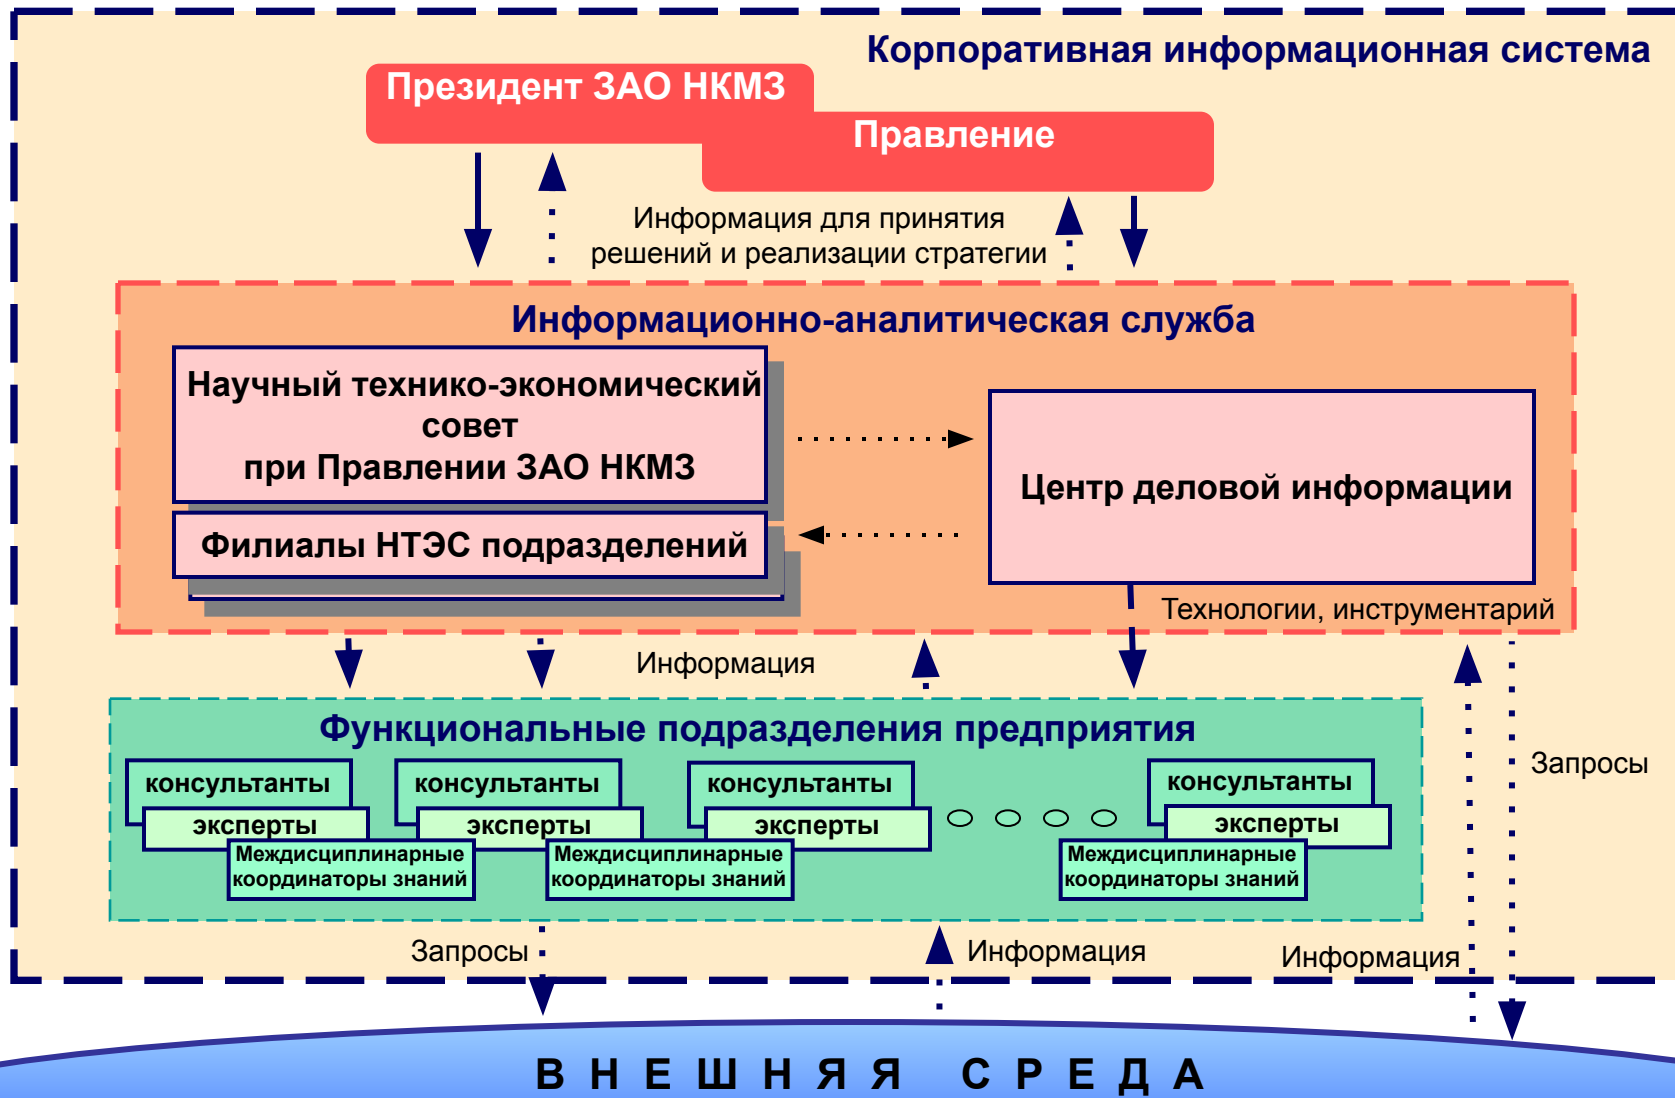 Корпоративная информационная система
Президент ЗАО НКМЗ
Правление
Информация для принятия
решений и реализации стратегии
Информационно-аналитическая служба
Научный технико-экономический
совет
при Правлении ЗАО НКМЗ
Филиалы НТЭС подразделений
Центр деловой информации
Технологии, инструментарий
Информация
Функциональные подразделения предприятия
консультанты
эксперты
Междисциплинарные
координаторы знаний
консультанты
эксперты
Междисциплинарные
координаторы знаний
консультанты
эксперты
консультанты
эксперты
Междисциплинарные
координаторы знаний
Запросы
Запросы
Информация
Информация
ВНЕШНЯЯ СРЕДА